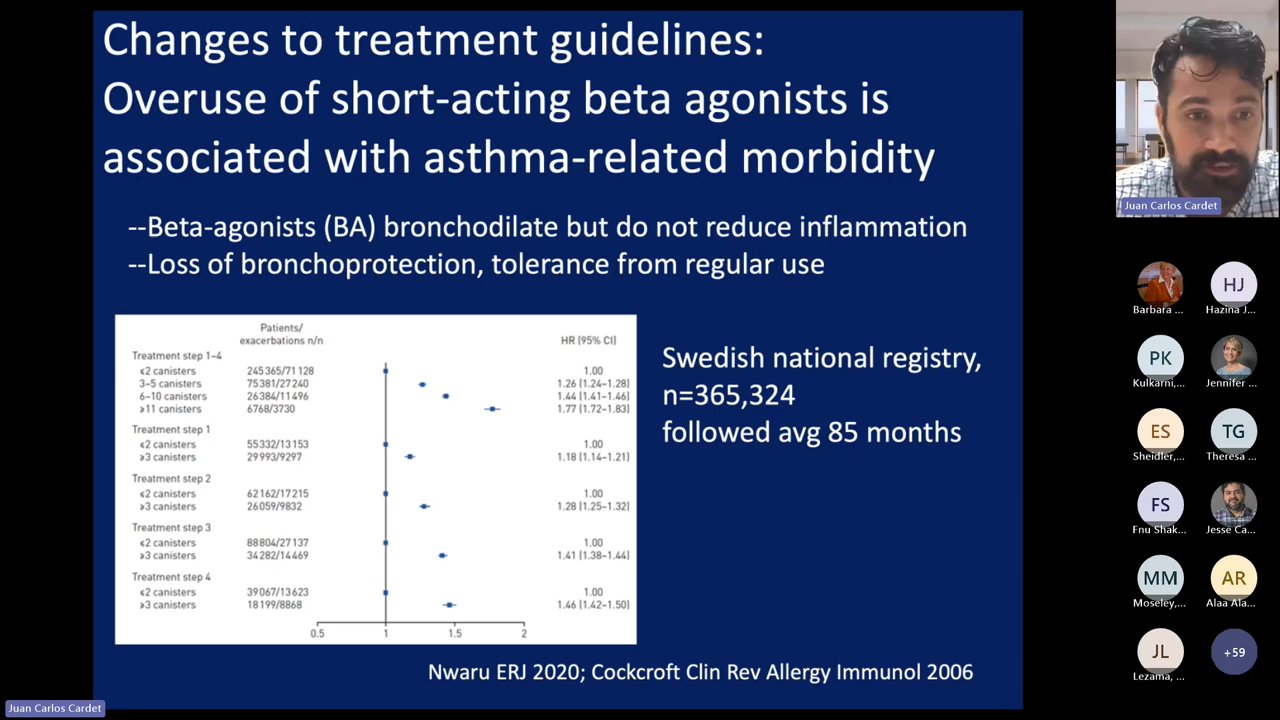 Changes to treatment guidelines:
Overuse of short-acting beta agonists is
associated with asthma-related morbidity
--Beta-agonists (BA) bronchodilate but do not reduce inflammation
--Loss of bronchoprotection, tolerance from regular use
Patients/
exacerbations n/n
HR (95% CI)
Treatment step 1–4
≤2 canisters 245365/71128 1.00
3–5 canisters 75381/27240 1.26 (1.24–1.28)
6–10 canisters 26384/11496 1.44 (1.41–1.46)
≥11 canisters 6768/3730 1.77 (1.72–1.83)
Treatment step 1
≤2 canisters 55332/13153 1.00
≥3 canisters 29993/9297 1.18 (1.14–1.21)
Treatment step 2
≤2 canisters 62162/17215 1.00
≥3 canisters 26059/9832 1.28 (1.25–1.32)
Treatment step 3
≤2 canisters 88804/27137 1.00
≥3 canisters 34282/14469 1.41 (1.38–1.44)
Treatment step 4
≤2 canisters 39067/13623 1.00
≥3 canisters 18199/8868 1.46 (1.42–1.50)
0.5 1 1.5 2
Swedish national registry,
n=365,324
followed avg 85 months
Nwaru ERJ 2020; Cockcroft Clin Rev Allergy Immunol 2006
Juan Carlos Cardet
Juan Carlos Cardet
Barbara ...
HJ
Hazina J...
PK
Kulkarni,...
Jennifer ...
ES
Sheidler,...
TG
Theresa ...
FS
Fnu Shak...
Jesse Ca...
MM
Moseley,...
AR
Alaa Ala...
JL
Lezama, ...
+59